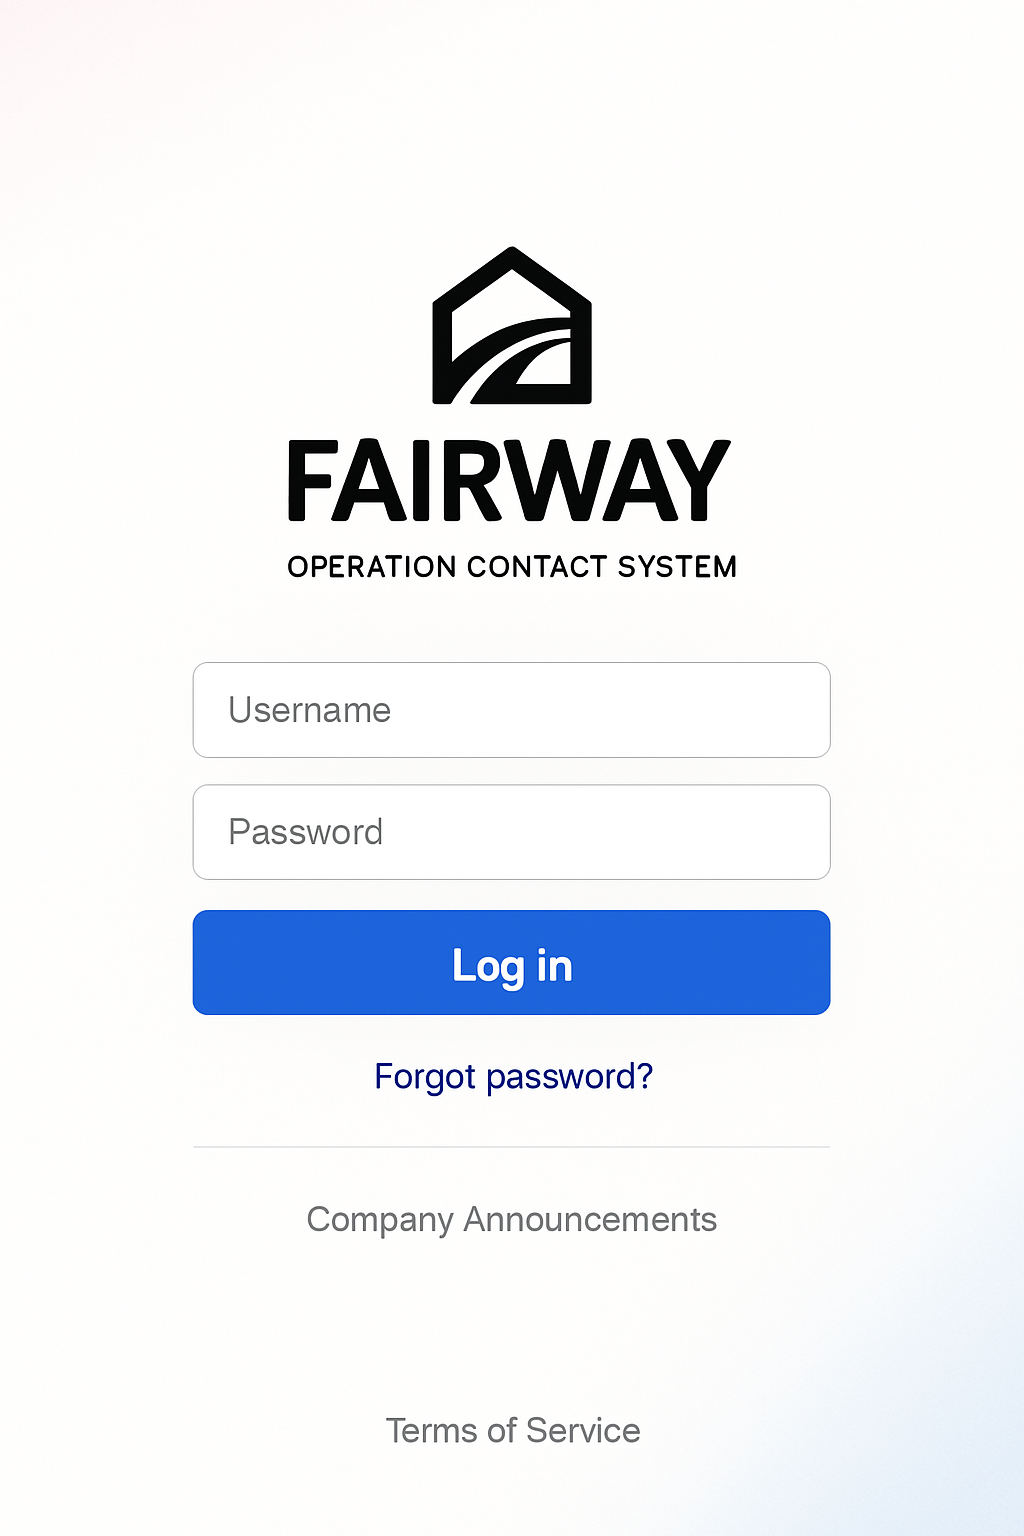 FAIRWAY
OPERATION CONTACT SYSTEM
Username
Password
Log in
Forgot password?
Company Announcements
Terms of Service